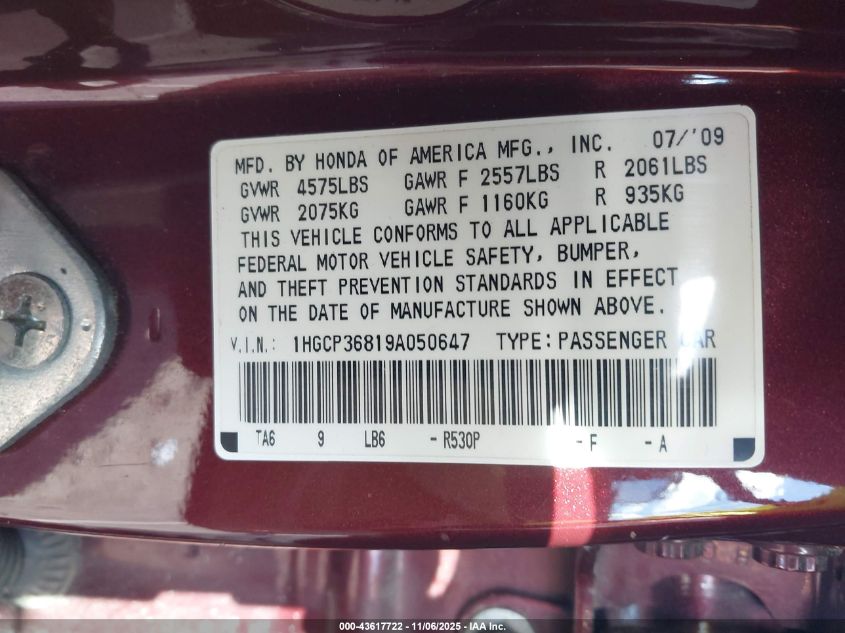 MFD. BY HONDA OF AMERICA MFG., INC. 07/'09
GVWR 4575LBS GAWR F 2557LBS R 2061LBS
GVWR 2075KG GAWR F 1160KG R 935KG
THIS VEHICLE CONFORMS TO ALL APPLICABLE
FEDERAL MOTOR VEHICLE SAFETY, BUMPER,
AND THEFT PREVENTION STANDARDS IN EFFECT
ON THE DATE OF MANUFACTURE SHOWN ABOVE.
V.I.N.: 1HGCP36819A050647 TYPE: PASSENGER CAR
TA6 9 LB6 -R530P -F -A
000-43617722 - 11/06/2025 - IAA Inc.